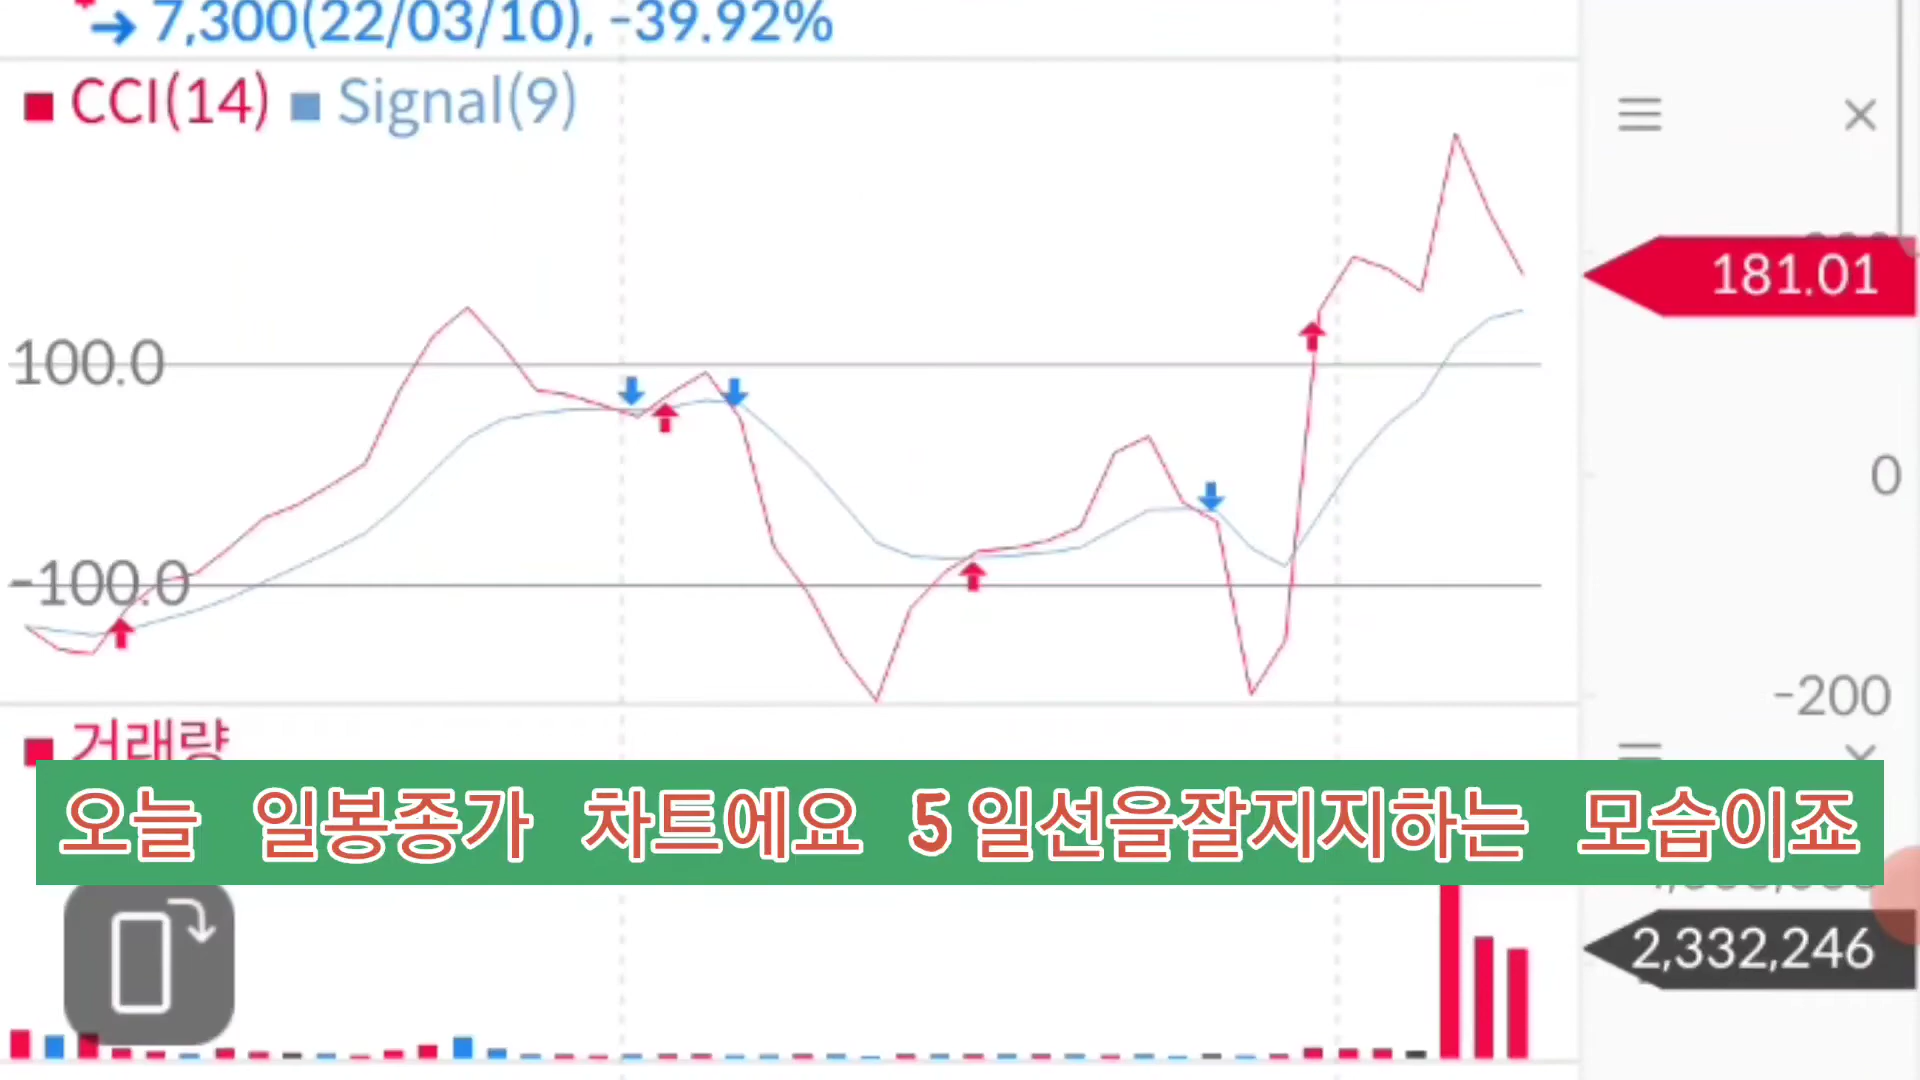 7,300(22/03/10), -39.92%
CCI(14) Signal(9)
181.01
100.0
0
-100.0
-200
거래량
오늘 일봉종가 차트에요 5일선을잘지지하는 모습이죠
2,332,246